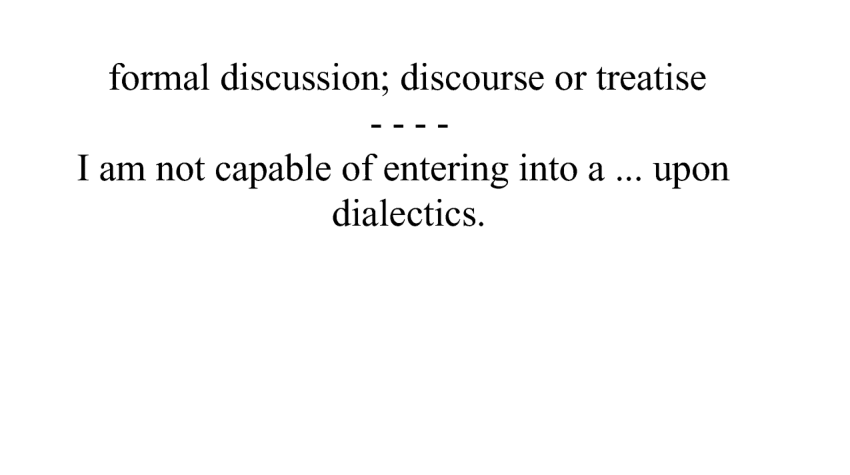 formal discussion; discourse or treatise
- - - -
I am not capable of entering into a ... upon
dialectics.